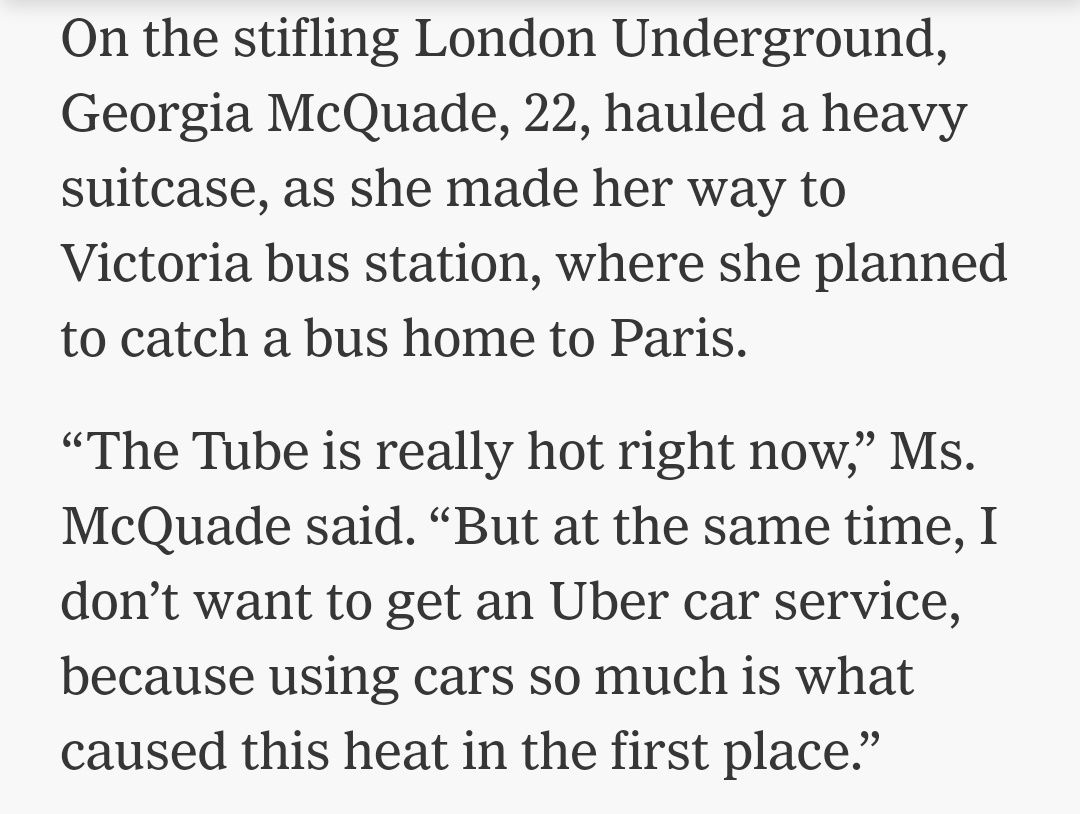 On the stifling London Underground,
Georgia McQuade, 22, hauled a heavy
suitcase, as she made her way to
Victoria bus station, where she planned
to catch a bus home to Paris.
“The Tube is really hot right now,” Ms.
McQuade said. “But at the same time, I
don’t want to get an Uber car service,
because using cars so much is what
caused this heat in the first place.”